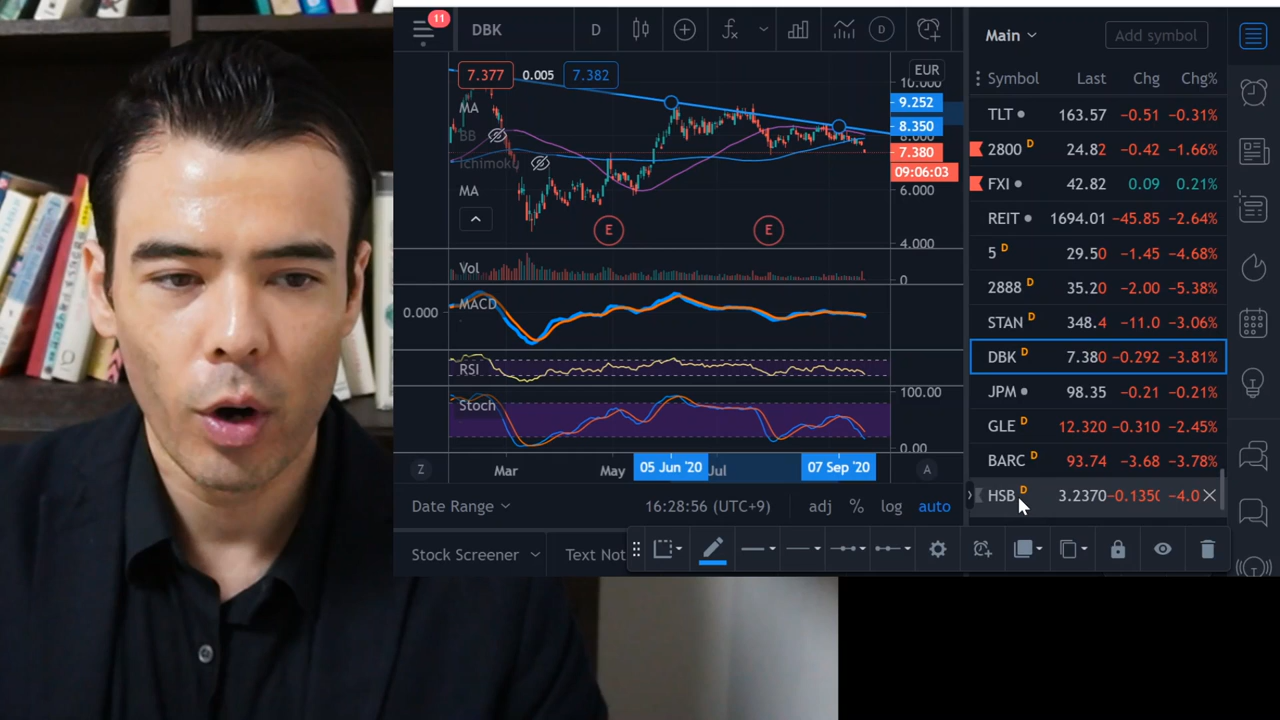 11
DBK
D
D
Main
Add symbol
7.377 0.005 7.382
EUR
10.000
9.252
8.350
8.000
7.380
09:06:03
6.000
4.000
MA
BB
Ichimoku
MA
E
E
Vol
0
MACD
0.000
RSI
Stoch
100.00
0.00
Z
Mar
May
05 Jun '20
Jul
07 Sep '20
A
Date Range
16:28:56 (UTC+9)
adj
%
log
auto
Stock Screener
Text Not
Symbol Last Chg Chg%
TLT 163.57 −0.51 −0.31%
2800 D 24.82 −0.42 −1.66%
FXI 42.82 0.09 0.21%
REIT 1694.01 −45.85 −2.64%
5 D 29.50 −1.45 −4.68%
2888 D 35.20 −2.00 −5.38%
STAN D 348.4 −11.0 −3.06%
DBK D 7.380 −0.292 −3.81%
JPM 98.35 −0.21 −0.21%
GLE D 12.320 −0.310 −2.45%
BARC D 93.74 −3.68 −3.78%
HSB D 3.2370 −0.1350 −4.0